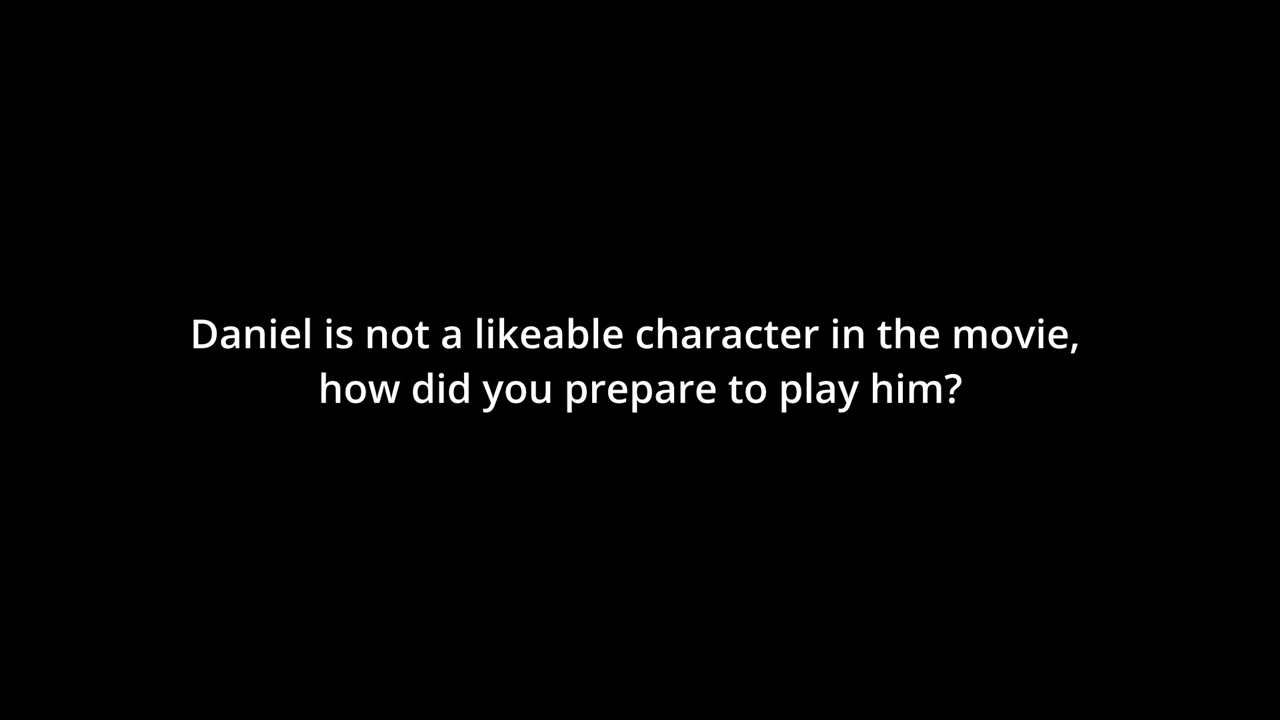 Daniel is not a likeable character in the movie,
how did you prepare to play him?